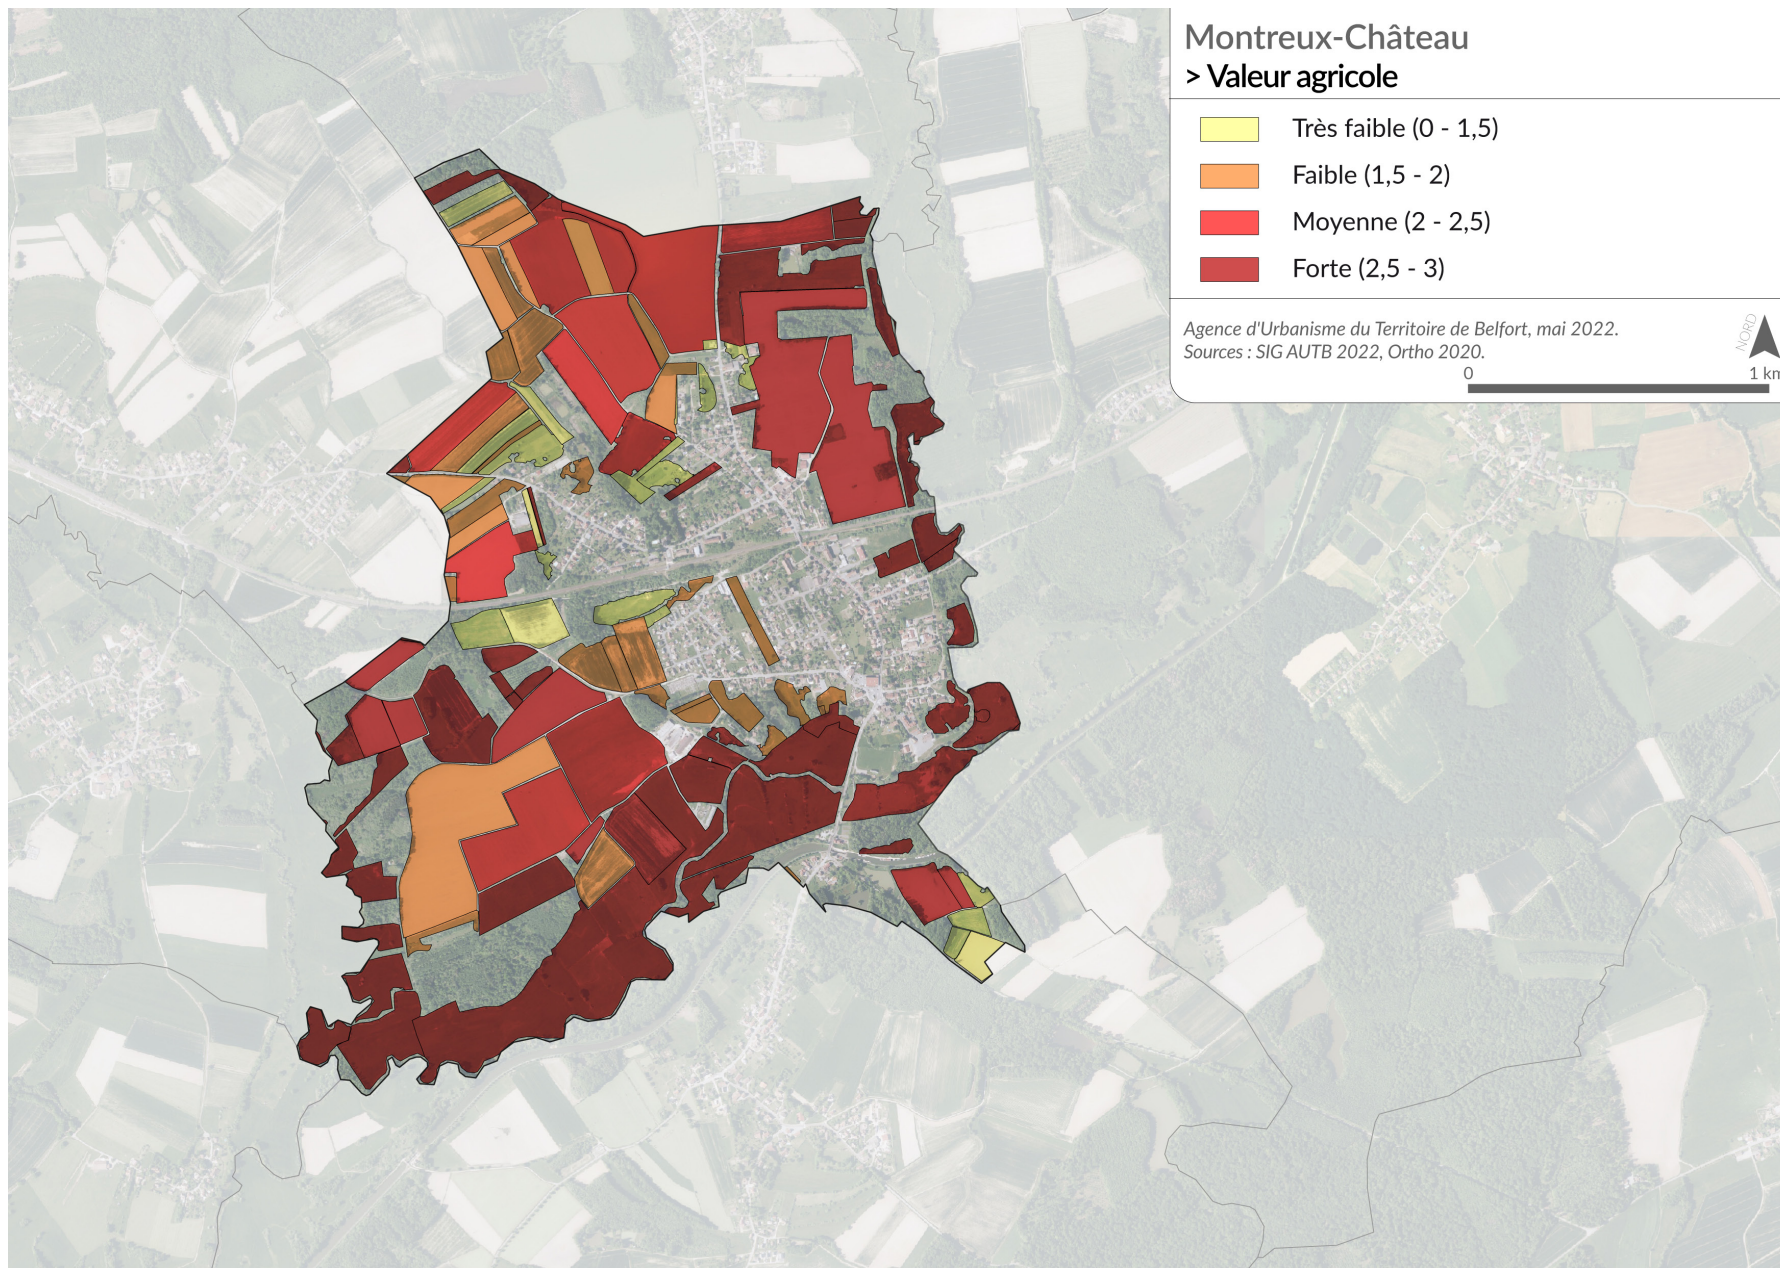 Montreux-Château
> Valeur agricole
Très faible (0 - 1,5)
Faible (1,5 - 2)
Moyenne (2 - 2,5)
Forte (2,5 - 3)
Agence d'Urbanisme du Territoire de Belfort, mai 2022.
Sources : SIG AUTB 2022, Ortho 2020.
NORD
0 1 km